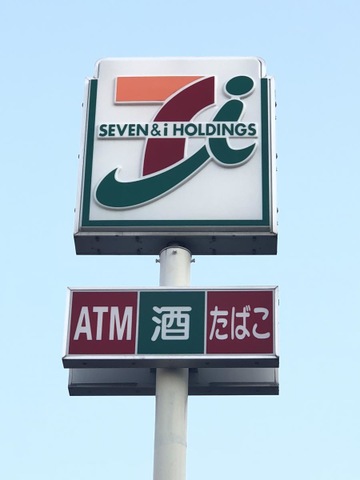 SEVEN & i HOLDINGS
ATM 酒 たばこ